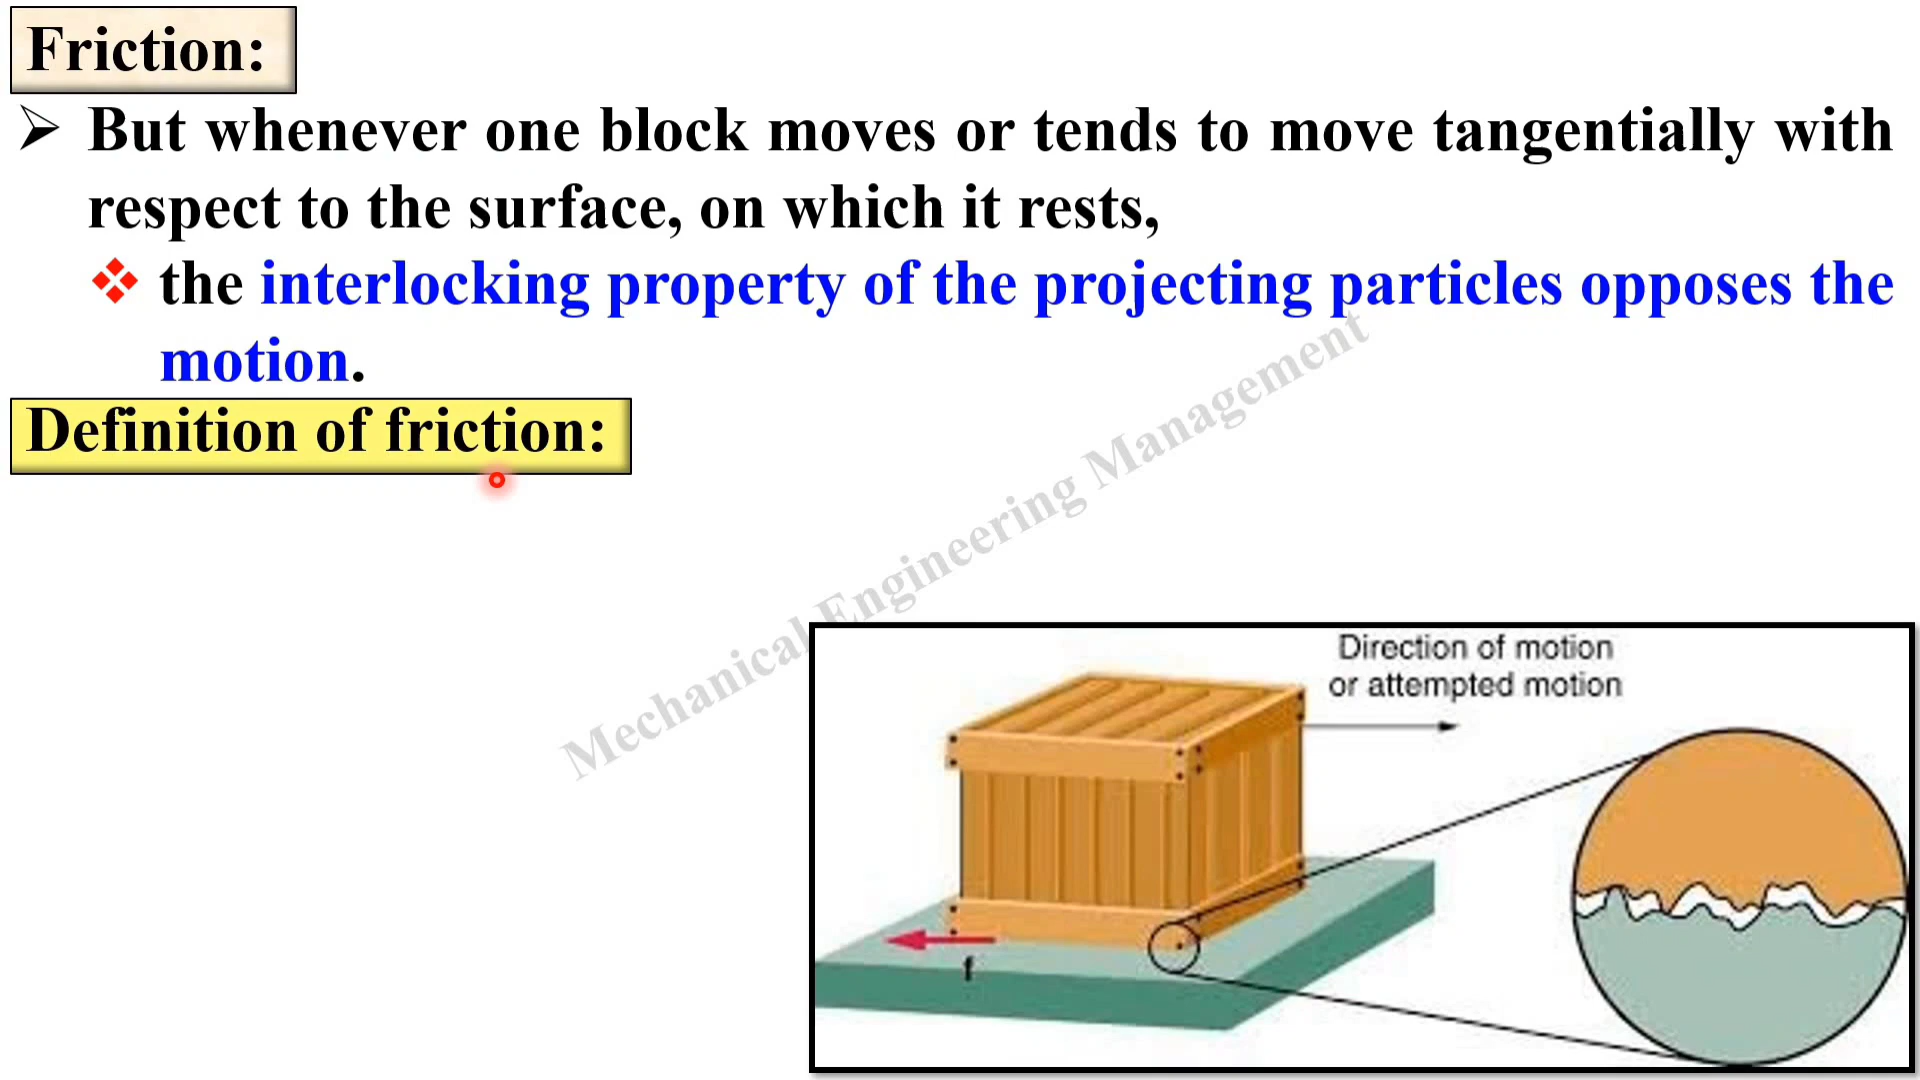 Friction:
➢ But whenever one block moves or tends to move tangentially with
respect to the surface, on which it rests,
❖ the interlocking property of the projecting particles opposes the
motion.
Definition of friction:
Mechanical Engineering Management
Direction of motion
or attempted motion
f